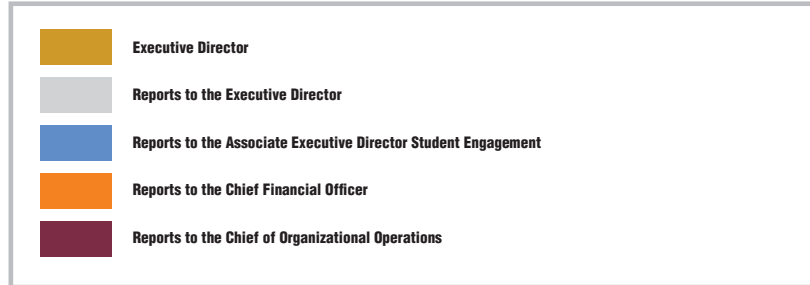 Executive Director
Reports to the Executive Director
Reports to the Associate Executive Director Student Engagement
Reports to the Chief Financial Officer
Reports to the Chief of Organizational Operations